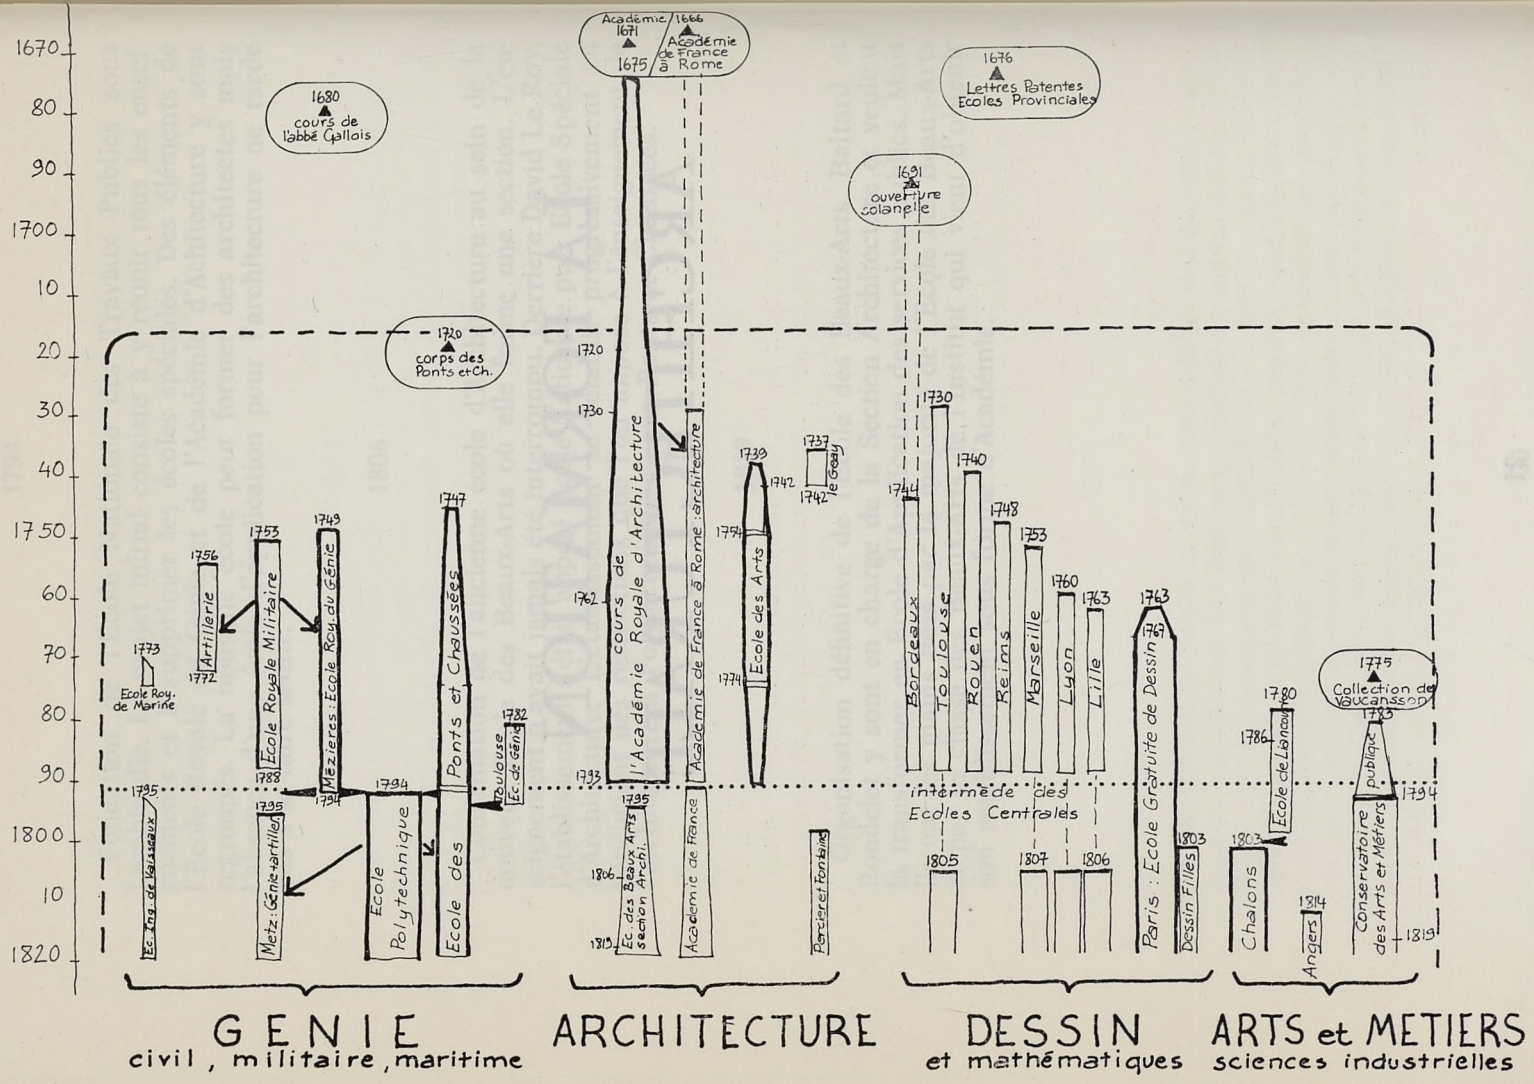 1670
80
90
1700
10
20
30
40
1750
60
70
80
90
1800
10
1820
1680
cours de
l'abbé Gallois
Académie
1671
1675
1666
Académie
de France
à Rome
1676
Lettres Patentes
Ecoles Provinciales
1691
ouverture
1720
corps des
Ponts et Ch.
1773
Ecole Roy.
de Marine
1795
Ec. Ing. de Vaisseaux
1756
Artillerie
1772
1753
Ecole Royale Militaire
1788
1795
Metz: Génie+artillerie
1749
Mézieres: Ecole Roy. du Génie
1794
1794
Ecole
Polytechnique
1747
Ponts et Chaussées
Ecole des
1782
Toulouse
Ec. de Génie
1720
1730
1762
1793
cours de
l'Académie Royale d'Architecture
1795
1806
1819
Ec. des Beaux Arts
section Archi.
Academie de France à Rome: architecture
Academie de France
1739
1742
1754
1774
Ecole des Arts
1737
le Geay
1742
Percier et Fontaine
1744
Bordeaux
1730
Toulouse
1740
Rouen
1748
Reims
1753
Marseille
1760
Lyon
1763
Lille
intermède des
Ecoles Centrales
1805
1807
1806
1763
1767
Paris: Ecole Gratuite de Dessin
1803
Dessin Filles
1780
1786
Ecole de Liancourt
1803
Chalons
1814
Angers
1775
Collection de
Vaucansson
1783
publique
1794
Conservatoire
des Arts et Métiers
1819
GENIE
civil, militaire, maritime
ARCHITECTURE
DESSIN
et mathématiques
ARTS et METIERS
sciences industrielles